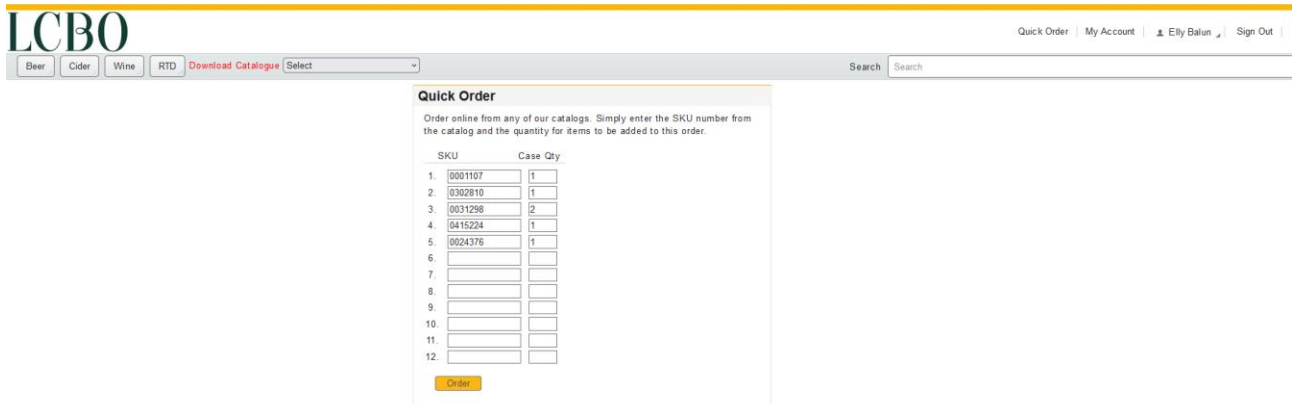 LCBO
Quick Order My Account Elly Balun Sign Out
Beer Cider Wine RTD Download Catalogue Select Search Search
Quick Order
Order online from any of our catalogs. Simply enter the SKU number from
the catalog and the quantity for items to be added to this order.
SKU Case Qty
1. 0001107 1
2. 0302810 1
3. 0031298 2
4. 0415224 1
5. 0024376 1
6.
7.
8.
9.
10.
11.
12.
Order